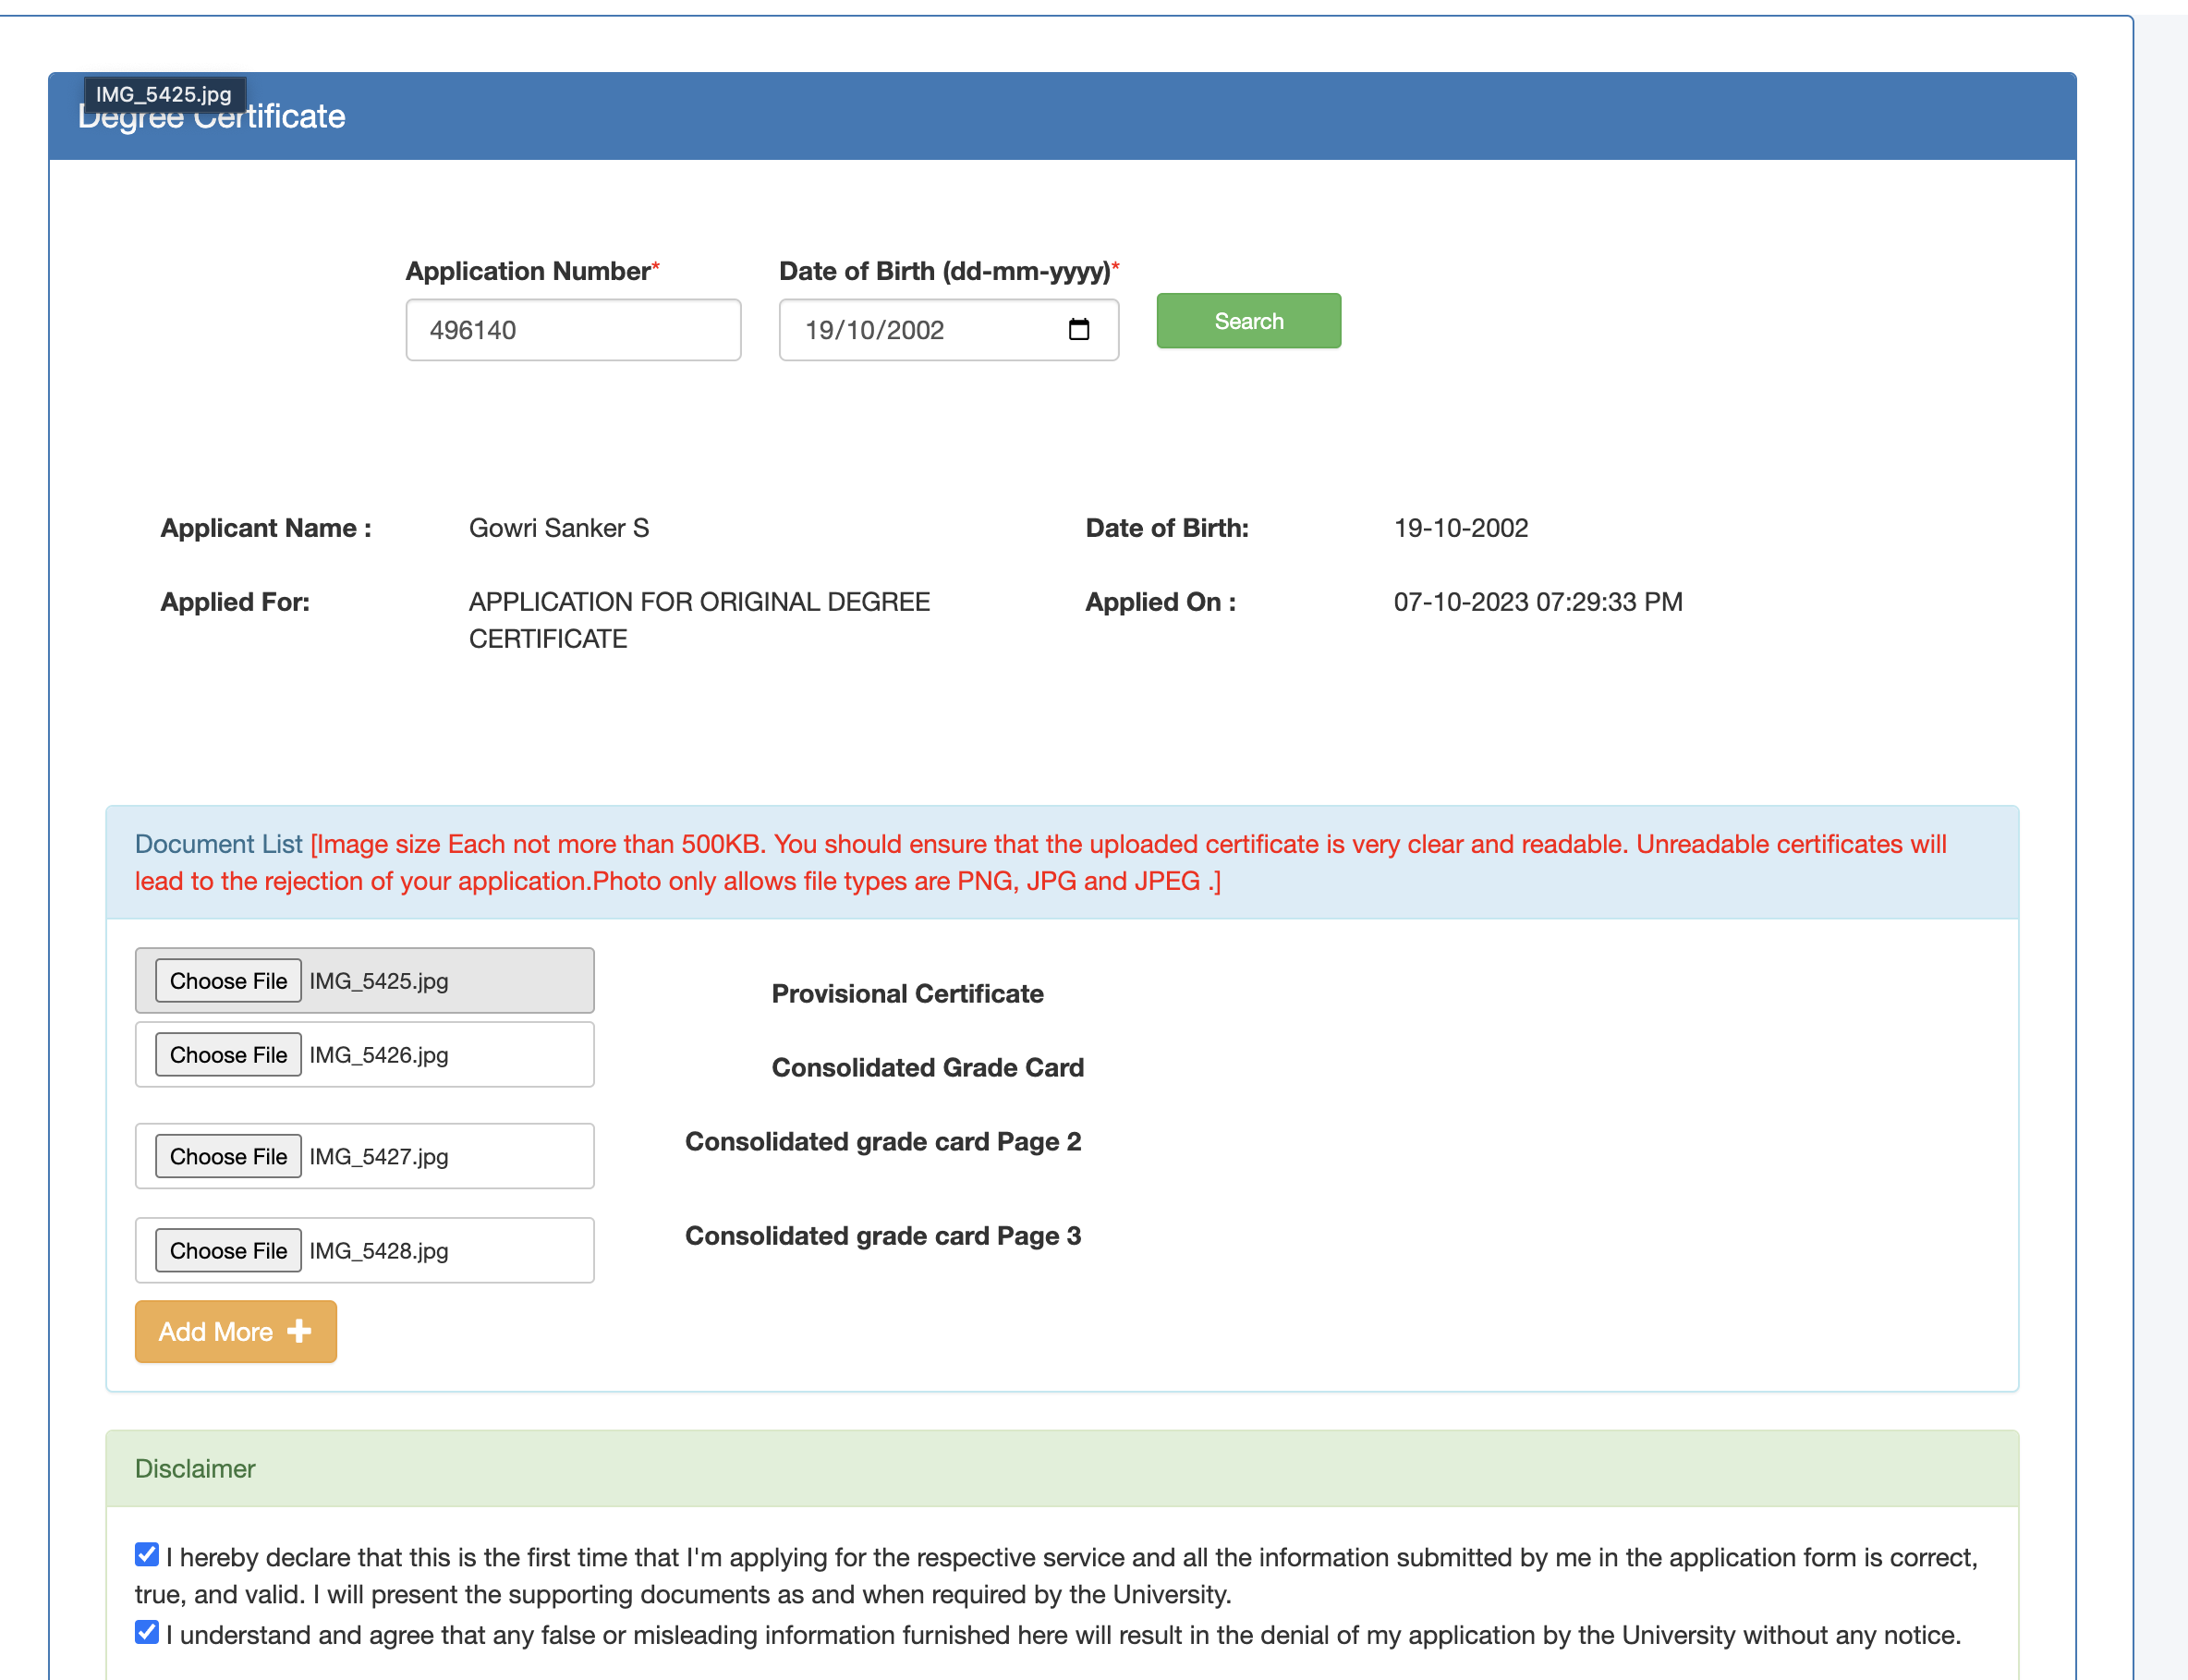 IMG_5425.jpg
Degree Certificate
Application Number*
Date of Birth (dd-mm-yyyy)*
496140
19/10/2002
Search
Applicant Name :
Gowri Sanker S
Date of Birth:
19-10-2002
Applied For:
APPLICATION FOR ORIGINAL DEGREE
CERTIFICATE
Applied On :
07-10-2023 07:29:33 PM
Document List [Image size Each not more than 500KB. You should ensure that the uploaded certificate is very clear and readable. Unreadable certificates will
lead to the rejection of your application.Photo only allows file types are PNG, JPG and JPEG .]
Choose File IMG_5425.jpg
Provisional Certificate
Choose File IMG_5426.jpg
Consolidated Grade Card
Choose File IMG_5427.jpg
Consolidated grade card Page 2
Choose File IMG_5428.jpg
Consolidated grade card Page 3
Add More
Disclaimer
I hereby declare that this is the first time that I'm applying for the respective service and all the information submitted by me in the application form is correct,
true, and valid. I will present the supporting documents as and when required by the University.
I understand and agree that any false or misleading information furnished here will result in the denial of my application by the University without any notice.